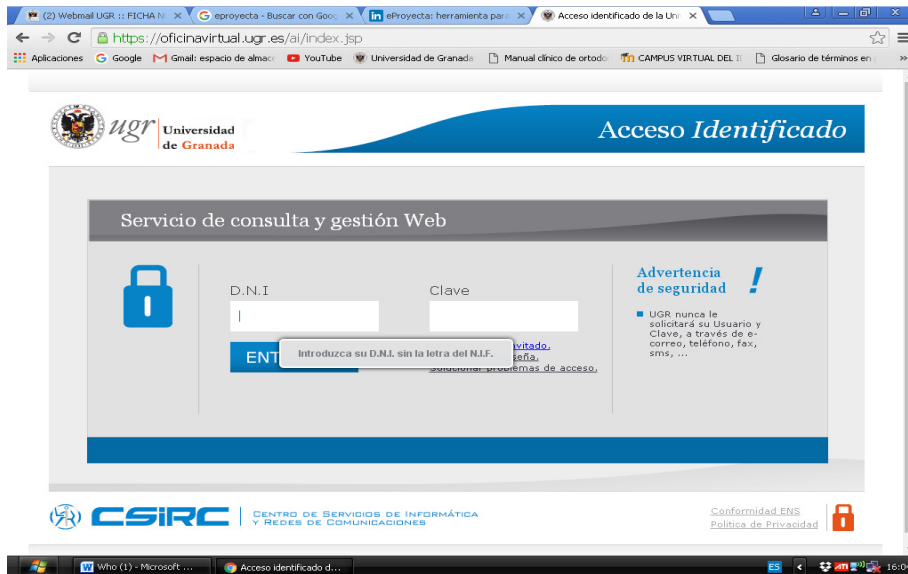 (2) Webmail UGR :: FICHA N
eproyecta - Buscar con Goog
eProyecta: herramienta para
Acceso identificado de la Uni
https://oficinavirtual.ugr.es/ai/index.jsp
Aplicaciones
Google
Gmail: espacio de almac
YouTube
Universidad de Granada
Manual clínico de ortodo
CAMPUS VIRTUAL DEL I
Glosario de términos en
ugr Universidad
de Granada
Acceso Identificado
Servicio de consulta y gestión Web
D.N.I
Clave
ENT
Introduzca su D.N.I. sin la letra del N.I.F.
vitado.
seña.
Solucionar problemas de acceso.
Advertencia
de seguridad !
UGR nunca le
solicitará su Usuario y
Clave, a través de e-
correo, teléfono, fax,
sms, ...
CSIRC
CENTRO DE SERVICIOS DE INFORMÁTICA
Y REDES DE COMUNICACIONES
Conformidad ENS
Política de Privacidad
Who (1) - Microsoft ...
Acceso identificado d...
ES
ATI
16:04